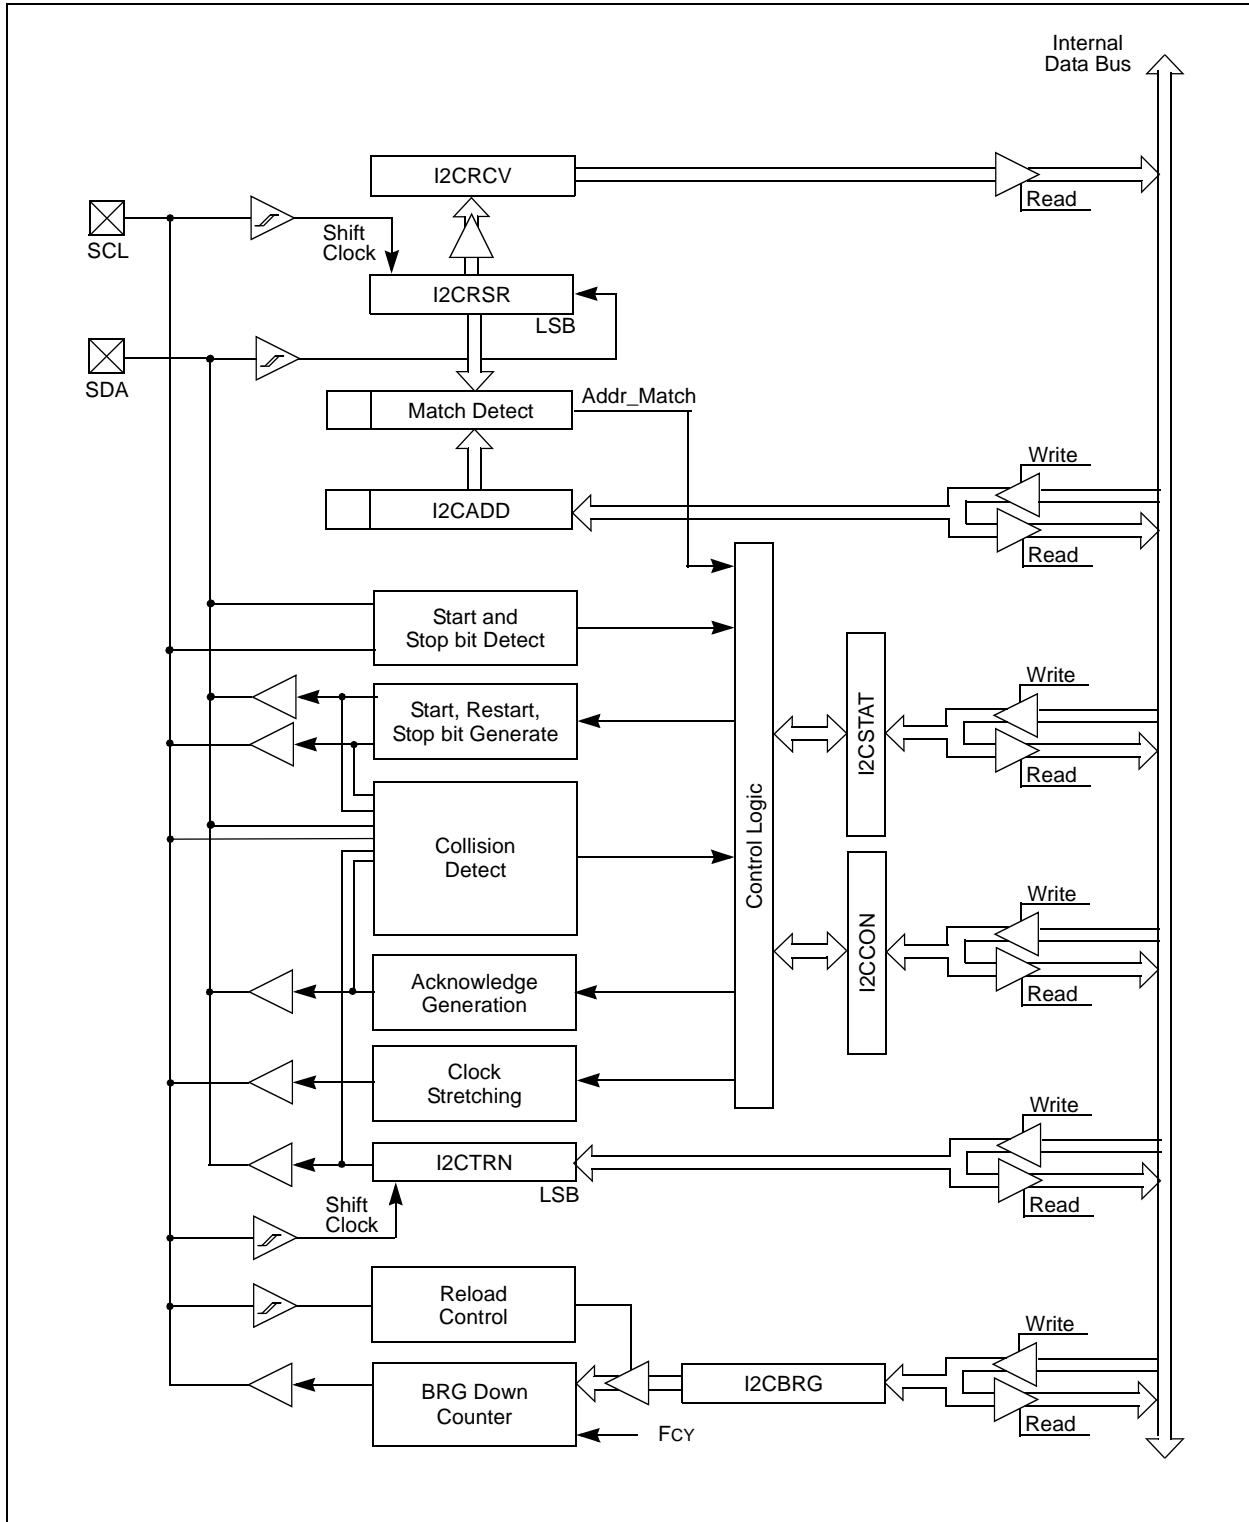 Internal
Data Bus
I2CRCV
Read
SCL
Shift
Clock
I2CRSR
LSB
SDA
Addr_Match
Match Detect
Write
I2CADD
Read
Start and
Stop bit Detect
Write
Start, Restart,
Stop bit Generate
I2CSTAT
Read
Control Logic
Collision
Detect
Write
I2CCON
Acknowledge
Generation
Read
Clock
Stretching
Write
I2CTRN
LSB
Read
Shift
Clock
Reload
Control
Write
I2CBRG
BRG Down
Counter
Read
FCY